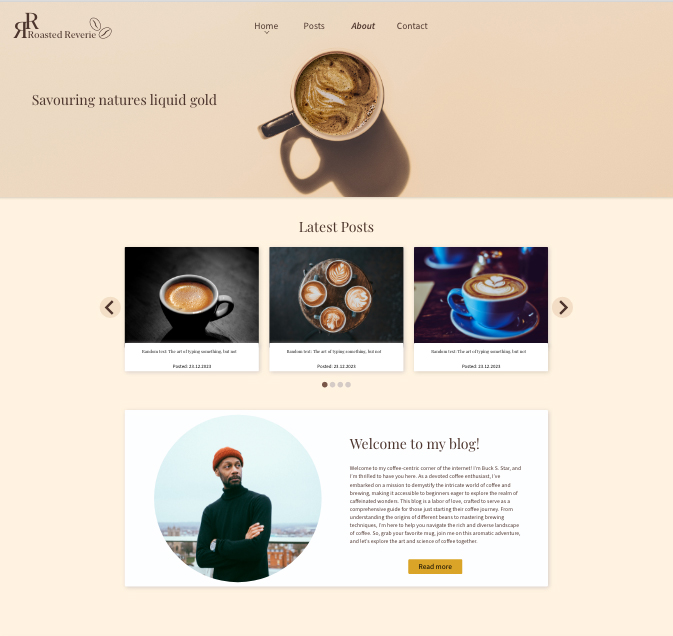 ЯR
Roasted Reverie
Home Posts About Contact
Savouring natures liquid gold
Latest Posts
Random text: The art of typing something, but not
Posted: 23.12.2023
Random text: The art of typing something, but not
Posted: 23.12.2023
Random text: The art of typing something, but not
Posted: 23.12.2023
Welcome to my blog!
Welcome to my coffee-centric corner of the internet! I'm Buck S. Star, and
I'm thrilled to have you here. As a devoted coffee enthusiast, I've
embarked on a mission to demystify the intricate world of coffee and
brewing, making it accessible to beginners eager to explore the realm of
caffeinated wonders. This blog is a labor of love, crafted to serve as a
comprehensive guide for those just starting their coffee journey. From
understanding the origins of different beans to mastering brewing
techniques, I'm here to help you navigate the rich and diverse landscape
of coffee. So, grab your favorite mug, join me on this aromatic adventure,
and let's explore the art and science of coffee together.
Read more